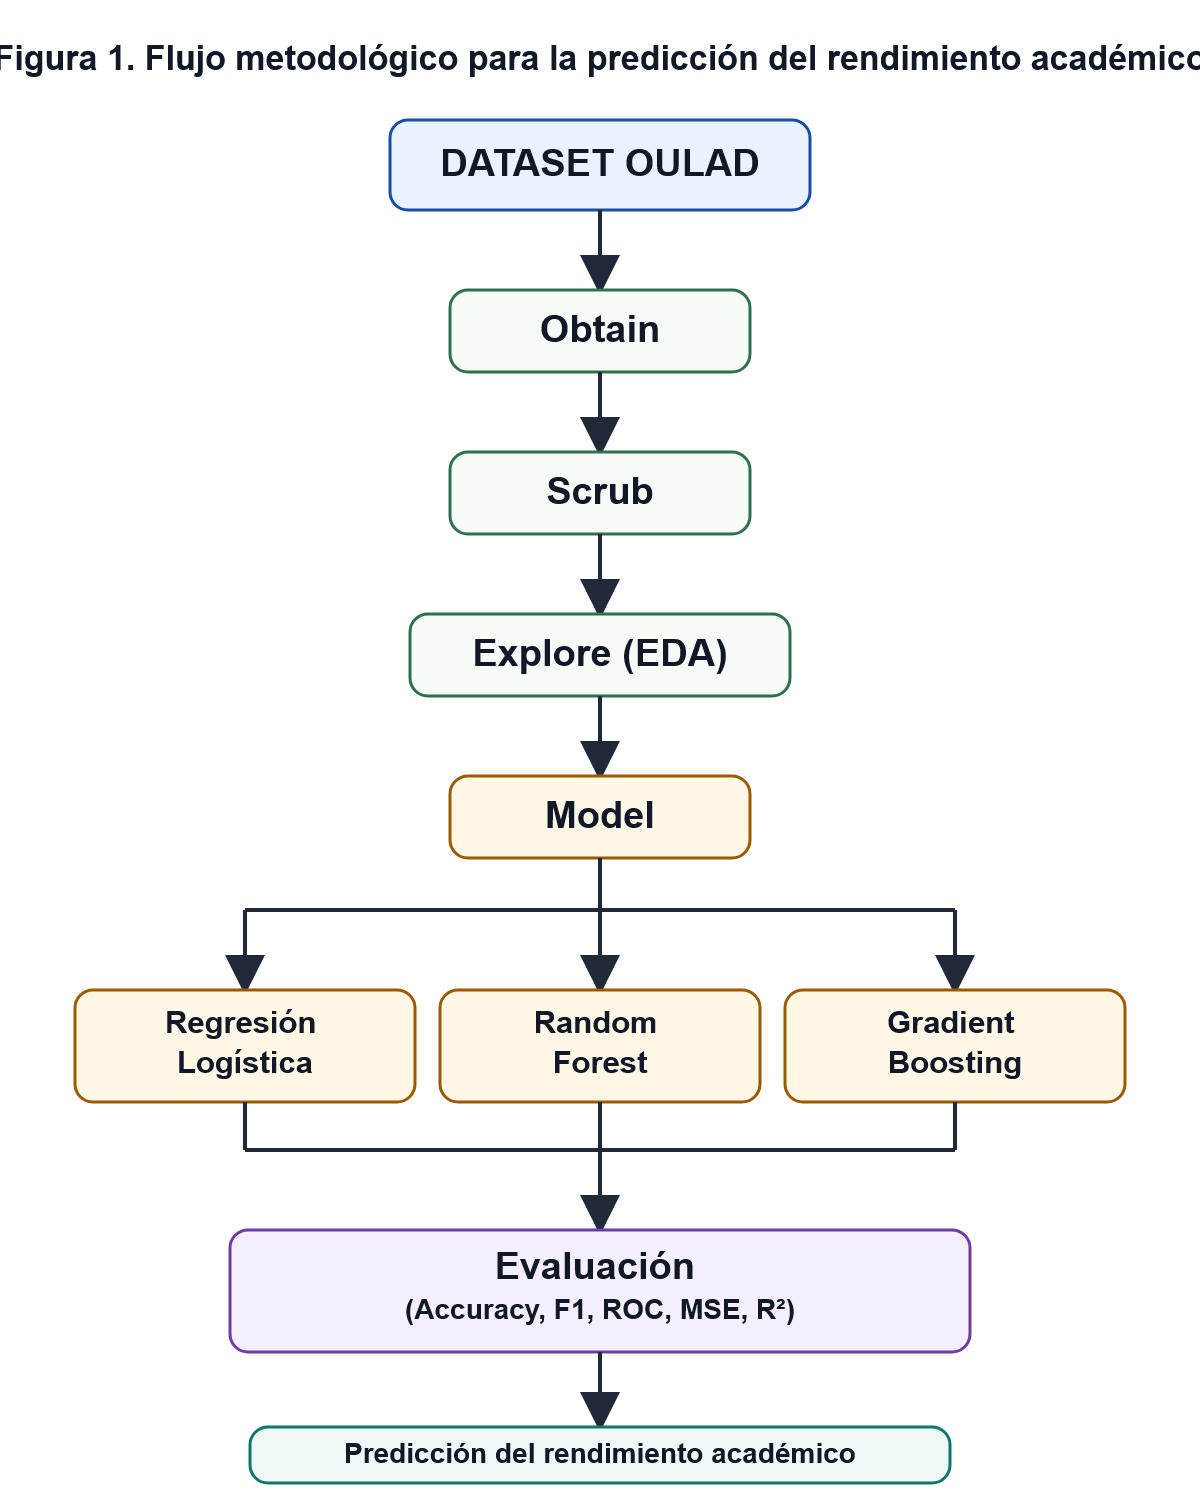 Figura 1. Flujo metodológico para la predicción del rendimiento académico
DATASET OULAD
Obtain
Scrub
Explore (EDA)
Model
Regresión
Logística
Random
Forest
Gradient
Boosting
Evaluación
(Accuracy, F1, ROC, MSE, R²)
Predicción del rendimiento académico